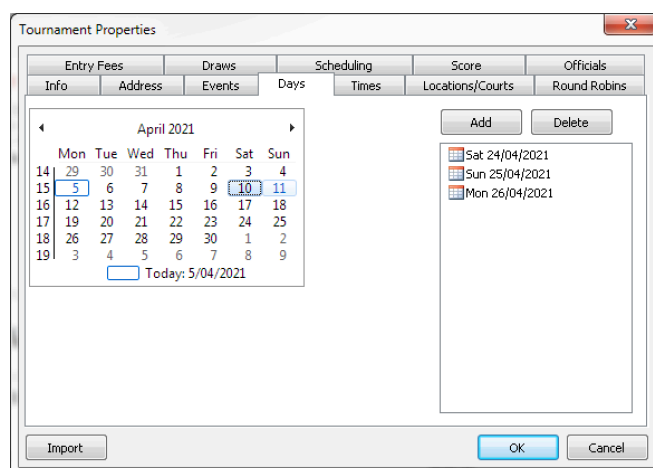 Tournament Properties
Entry Fees Draws Scheduling Score Officials
Info Address Events Days Times Locations/Courts Round Robins
April 2021
Mon Tue Wed Thu Fri Sat Sun
14 29 30 31 1 2 3 4
15 5 6 7 8 9 10 11
16 12 13 14 15 16 17 18
17 19 20 21 22 23 24 25
18 26 27 28 29 30 1 2
19 3 4 5 6 7 8 9
Today: 5/04/2021
Add Delete
Sat 24/04/2021
Sun 25/04/2021
Mon 26/04/2021
Import OK Cancel